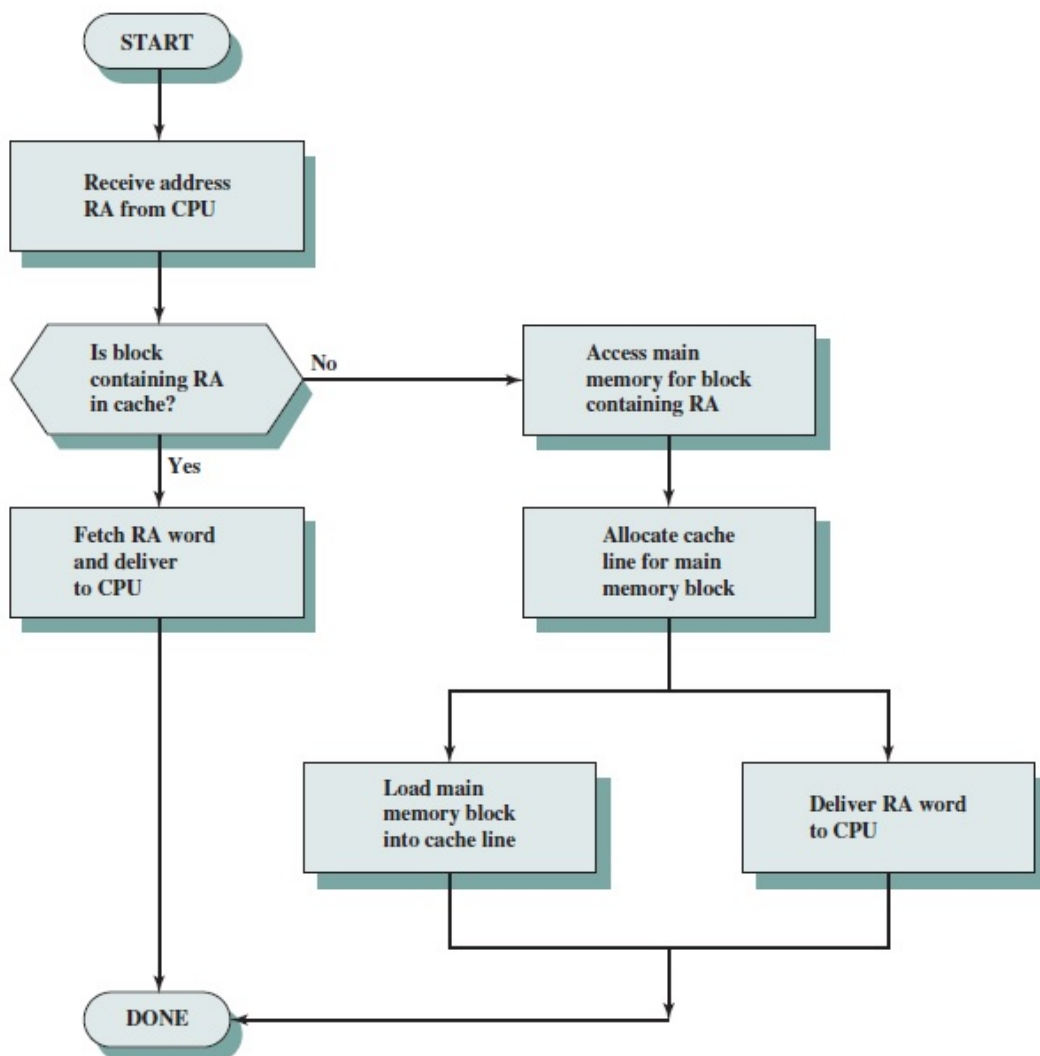 START
Receive address
RA from CPU
Is block
containing RA
in cache?
No
Access main
memory for block
containing RA
Yes
Fetch RA word
and deliver
to CPU
Allocate cache
line for main
memory block
Load main
memory block
into cache line
Deliver RA word
to CPU
DONE